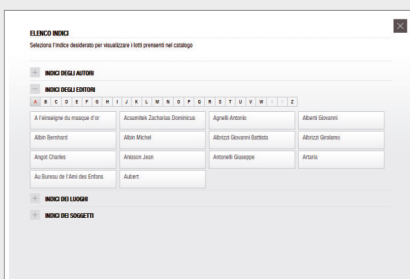 ELENCO INDICI
Seleziona l'indice desiderato per visualizzare i lotti presenti nel catalogo
INDICI DEGLI AUTORI
INDICI DEGLI EDITORI
A B C D E F G H I J K L M N O P Q R S T U V W Z
A l'enseigne du masque d'or Acsamitek Zacharias Dominicus Agnelli Antonio Alberti Giovanni
Albin Bernhard Albin Michel Albrizzi Giovanni Battista Albrizzi Girolamo
Angot Charles Anisson Jean Antonelli Giuseppe Artaria
Au Bureau de l'Ami des Enfans Aubert
INDICI DEI LUOGHI
INDICI DEI SOGGETTI